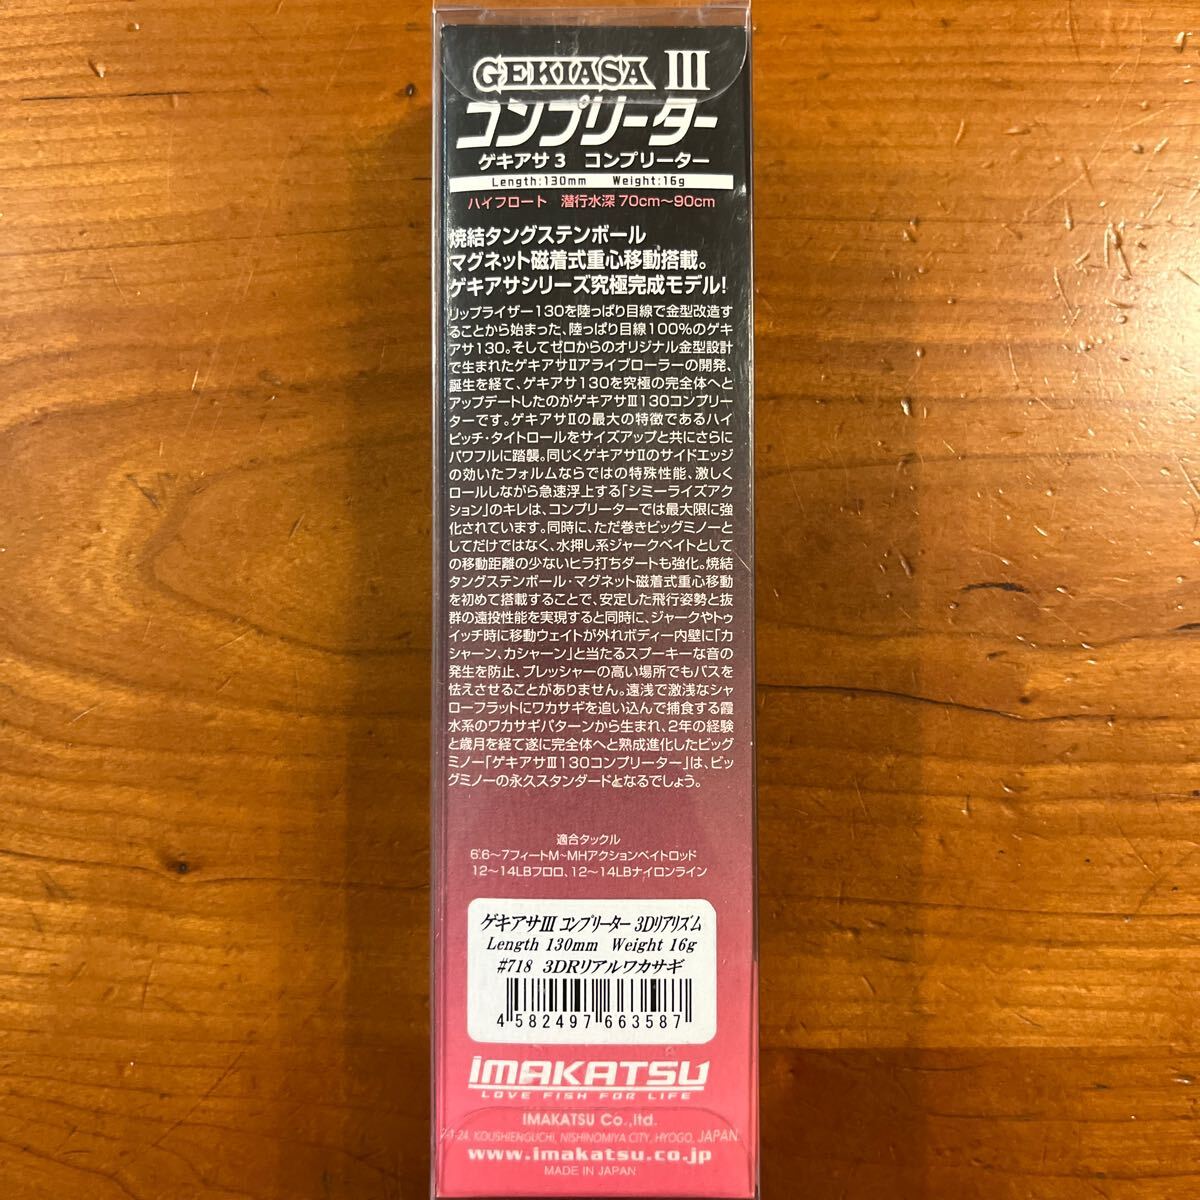 GEKIASA III
コンプリーター
ゲキアサ3 コンプリーター
Length:130mm Weight:16g
ハイフロート 潜行水深70cm〜90cm
焼結タングステンボール
マグネット磁着式重心移動搭載。
ゲキアサシリーズ究極完成モデル!
リップライザー130を陸っぱり目線で金型改造す
ることから始まった、陸っぱり目線100%のゲキ
アサ130。そしてゼロからのオリジナル金型設計
で生まれたゲキアサIIアライブローラーの開発、
誕生を経て、ゲキアサ130を究極の完全体へと
アップデートしたのがゲキアサIII130コンプリー
ターです。ゲキアサIIの最大の特徴であるハイ
ピッチ・タイトロールをサイズアップと共にさらに
パワフルに踏襲。同じくゲキアサIIのサイドエッジ
の効いたフォルムならではの特殊性能、激しく
ロールしながら急速浮上する「シミーライズアク
ション」のキレは、コンプリーターでは最大限に強
化されています。同時に、ただ巻きビッグミノーと
してだけではなく、水押し系ジャークベイトとして
の移動距離の少ないヒラ打ちダートも強化。焼結
タングステンボール・マグネット磁着式重心移動
を初めて搭載することで、安定した飛行姿勢と抜
群の遠投性能を実現すると同時に、ジャークやトゥ
イッチ時に移動ウェイトが外れボディー内壁に「カ
シャーン、カシャーン」と当たるスプーキーな音の
発生を防止、プレッシャーの高い場所でもバスを
怯えさせることがありません。遠浅で激浅なシャ
ローフラットにワカサギを追い込んで捕食する霞
水系のワカサギパターンから生まれ、2年の経験
と歳月を経て遂に完全体へと熟成進化したビッグ
ミノー「ゲキアサIII130コンプリーター」は、ビッ
グミノーの永久スタンダードとなるでしょう。
適合タックル
6.6〜7フィートM〜MHアクションベイトロッド
12〜14LBフロロ、12〜14LBナイロンライン
ゲキアサIII コンプリーター 3Dリアリズム
Length 130mm Weight 16g
#718 3DRリアルワカサギ
4 582497 663587
IMAKATSU
LOVE FISH FOR LIFE
IMAKATSU Co.,ltd.
7-1-24, KOUSHIENGUCHI, NISHINOMIYA CITY, HYOGO, JAPAN.
www.imakatsu.co.jp
MADE IN JAPAN